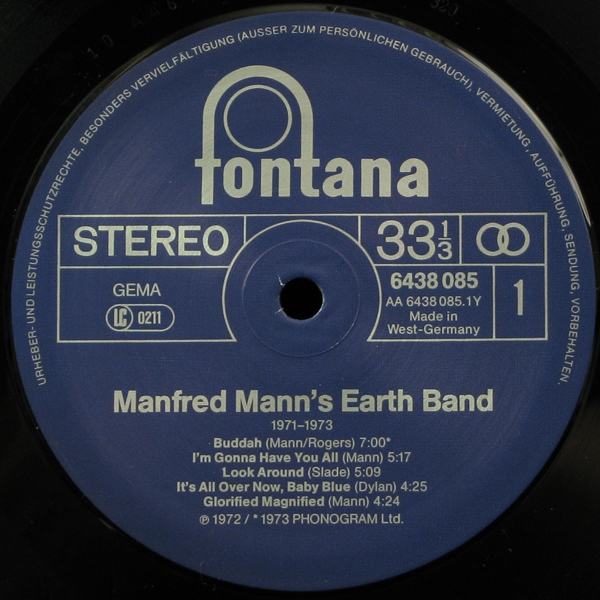 URHEBER- UND LEISTUNGSSCHUTZRECHTE, BESONDERS VERVIELFÄLTIGUNG (AUSSER ZUM PERSÖNLICHEN GEBRAUCH), VERMIETUNG, AUFFÜHRUNG, SENDUNG, VORBEHALTEN.
fontana
STEREO
33 1/3
GEMA
LC 0211
6438 085
AA 6438 085.1Y
Made in
West-Germany
1
Manfred Mann's Earth Band
1971–1973
Buddah (Mann/Rogers) 7:00*
I'm Gonna Have You All (Mann) 5:17
Look Around (Slade) 5:09
It's All Over Now, Baby Blue (Dylan) 4:25
Glorified Magnified (Mann) 4:24
℗ 1972 / * 1973 PHONOGRAM Ltd.